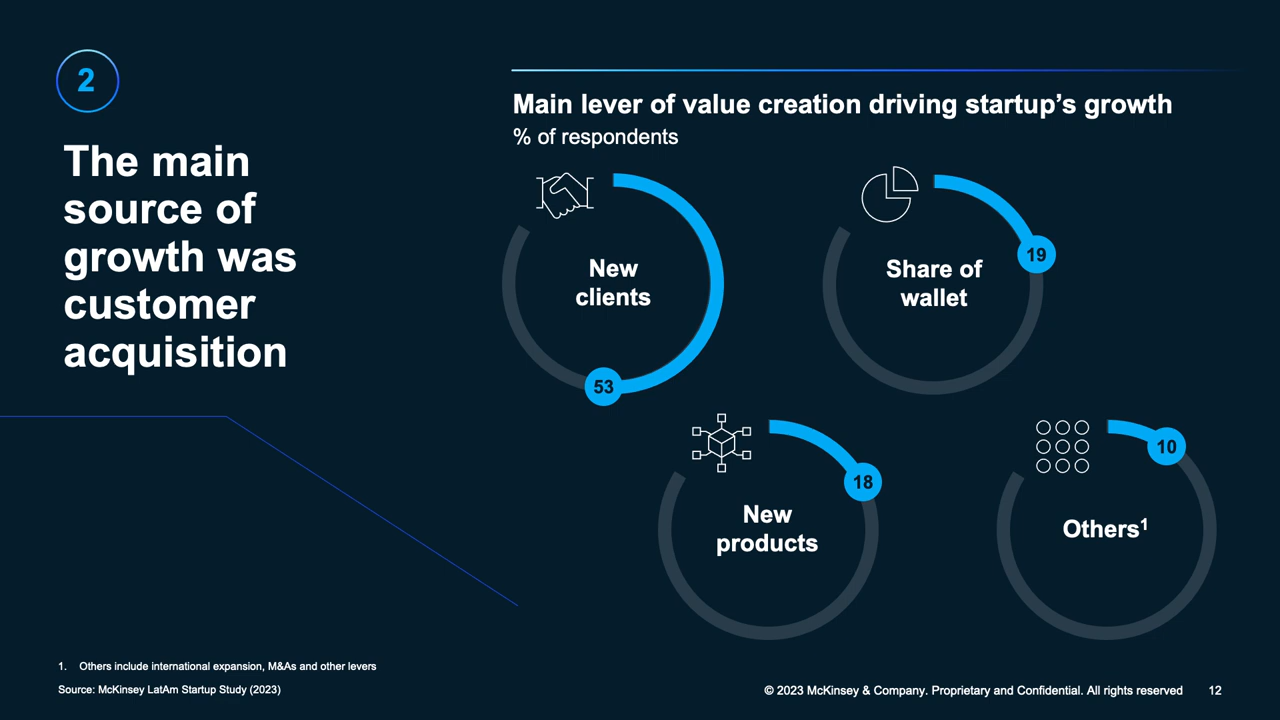 2
The main
source of
growth was
customer
acquisition
Main lever of value creation driving startup’s growth
% of respondents
New
clients
53
Share of
wallet
19
New
products
18
Others¹
10
1. Others include international expansion, M&As and other levers
Source: McKinsey LatAm Startup Study (2023)
© 2023 McKinsey & Company. Proprietary and Confidential. All rights reserved 12